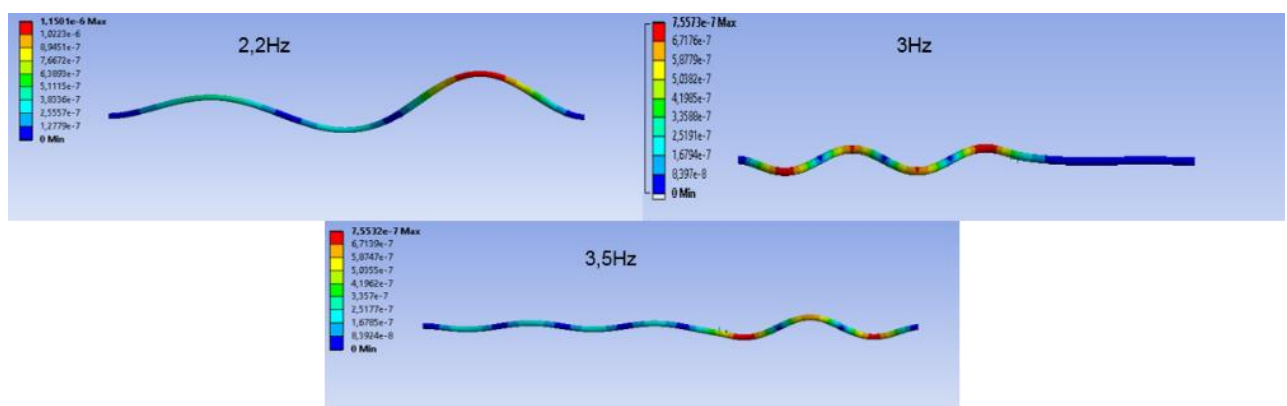 1,1501e-6 Max
1,0223e-6
8,9451e-7
7,6672e-7
6,3893e-7
5,1115e-7
3,8336e-7
2,5557e-7
1,2779e-7
0 Min
2,2Hz
7,5573e-7 Max
6,7176e-7
5,8779e-7
5,0382e-7
4,1985e-7
3,3588e-7
2,5191e-7
1,6794e-7
8,397e-8
0 Min
3Hz
7,5532e-7 Max
6,7139e-7
5,8747e-7
5,0355e-7
4,1962e-7
3,357e-7
2,5177e-7
1,6785e-7
8,3924e-8
0 Min
3,5Hz